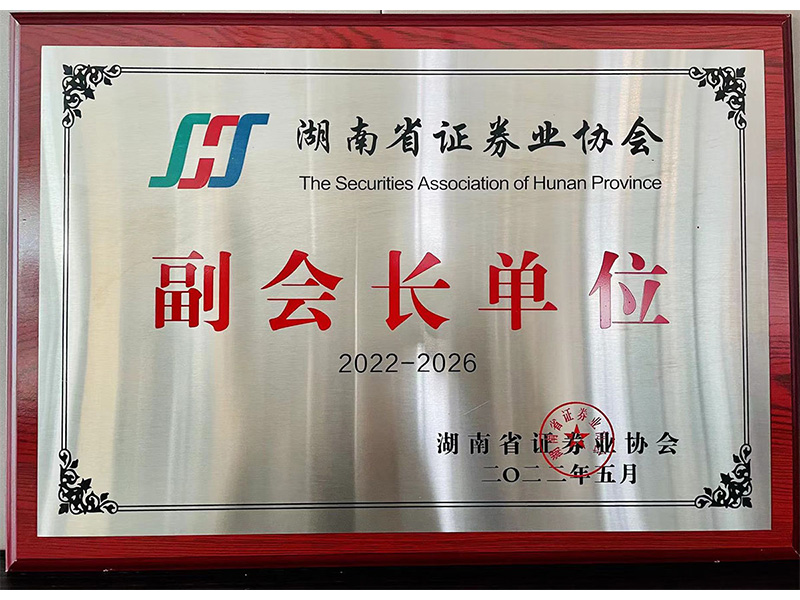 湖南省证券业协会
The Securities Association of Hunan Province
副会长单位
2022-2026
湖南省证券业协会
二〇二二年五月